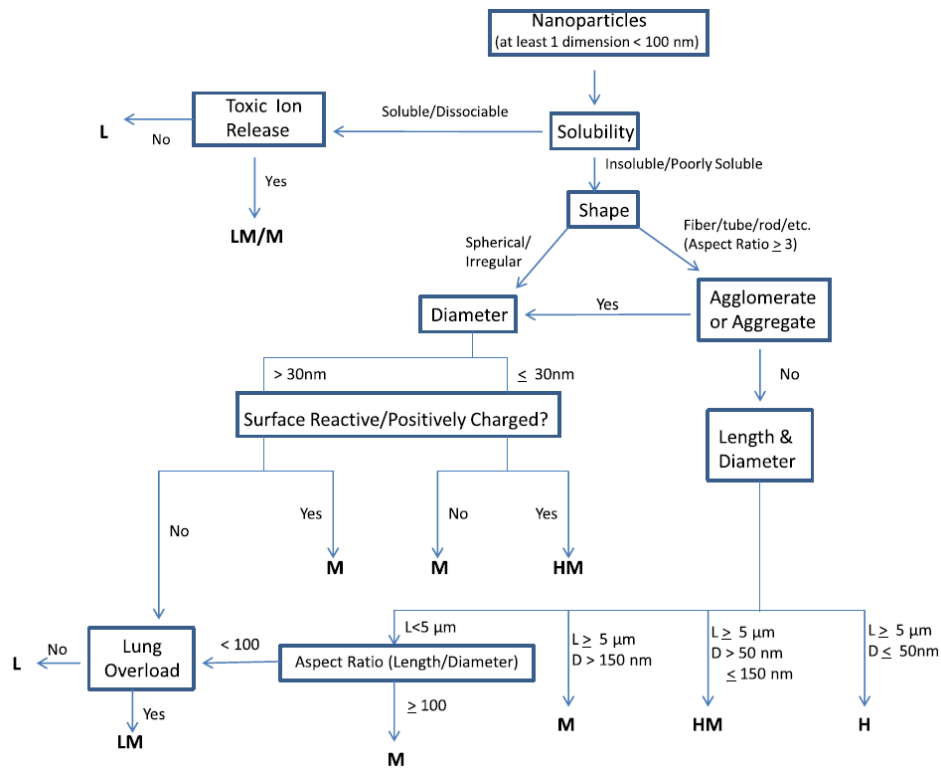 Nanoparticles
(at least 1 dimension < 100 nm)
Toxic Ion
Release
Soluble/Dissociable
Solubility
L
No
Yes
Insoluble/Poorly Soluble
LM/M
Shape
Spherical/
Irregular
Fiber/tube/rod/etc.
(Aspect Ratio ≥ 3)
Diameter
Yes
Agglomerate
or Aggregate
> 30nm
≤ 30nm
No
Surface Reactive/Positively Charged?
Length &
Diameter
No
Yes
No
Yes
M
M
HM
L
No
Lung
Overload
< 100
Aspect Ratio (Length/Diameter)
L<5 μm
L ≥ 5 μm
D > 150 nm
L ≥ 5 μm
D > 50 nm
≤ 150 nm
L ≥ 5 μm
D ≤ 50nm
Yes
≥ 100
LM
M
M
HM
H